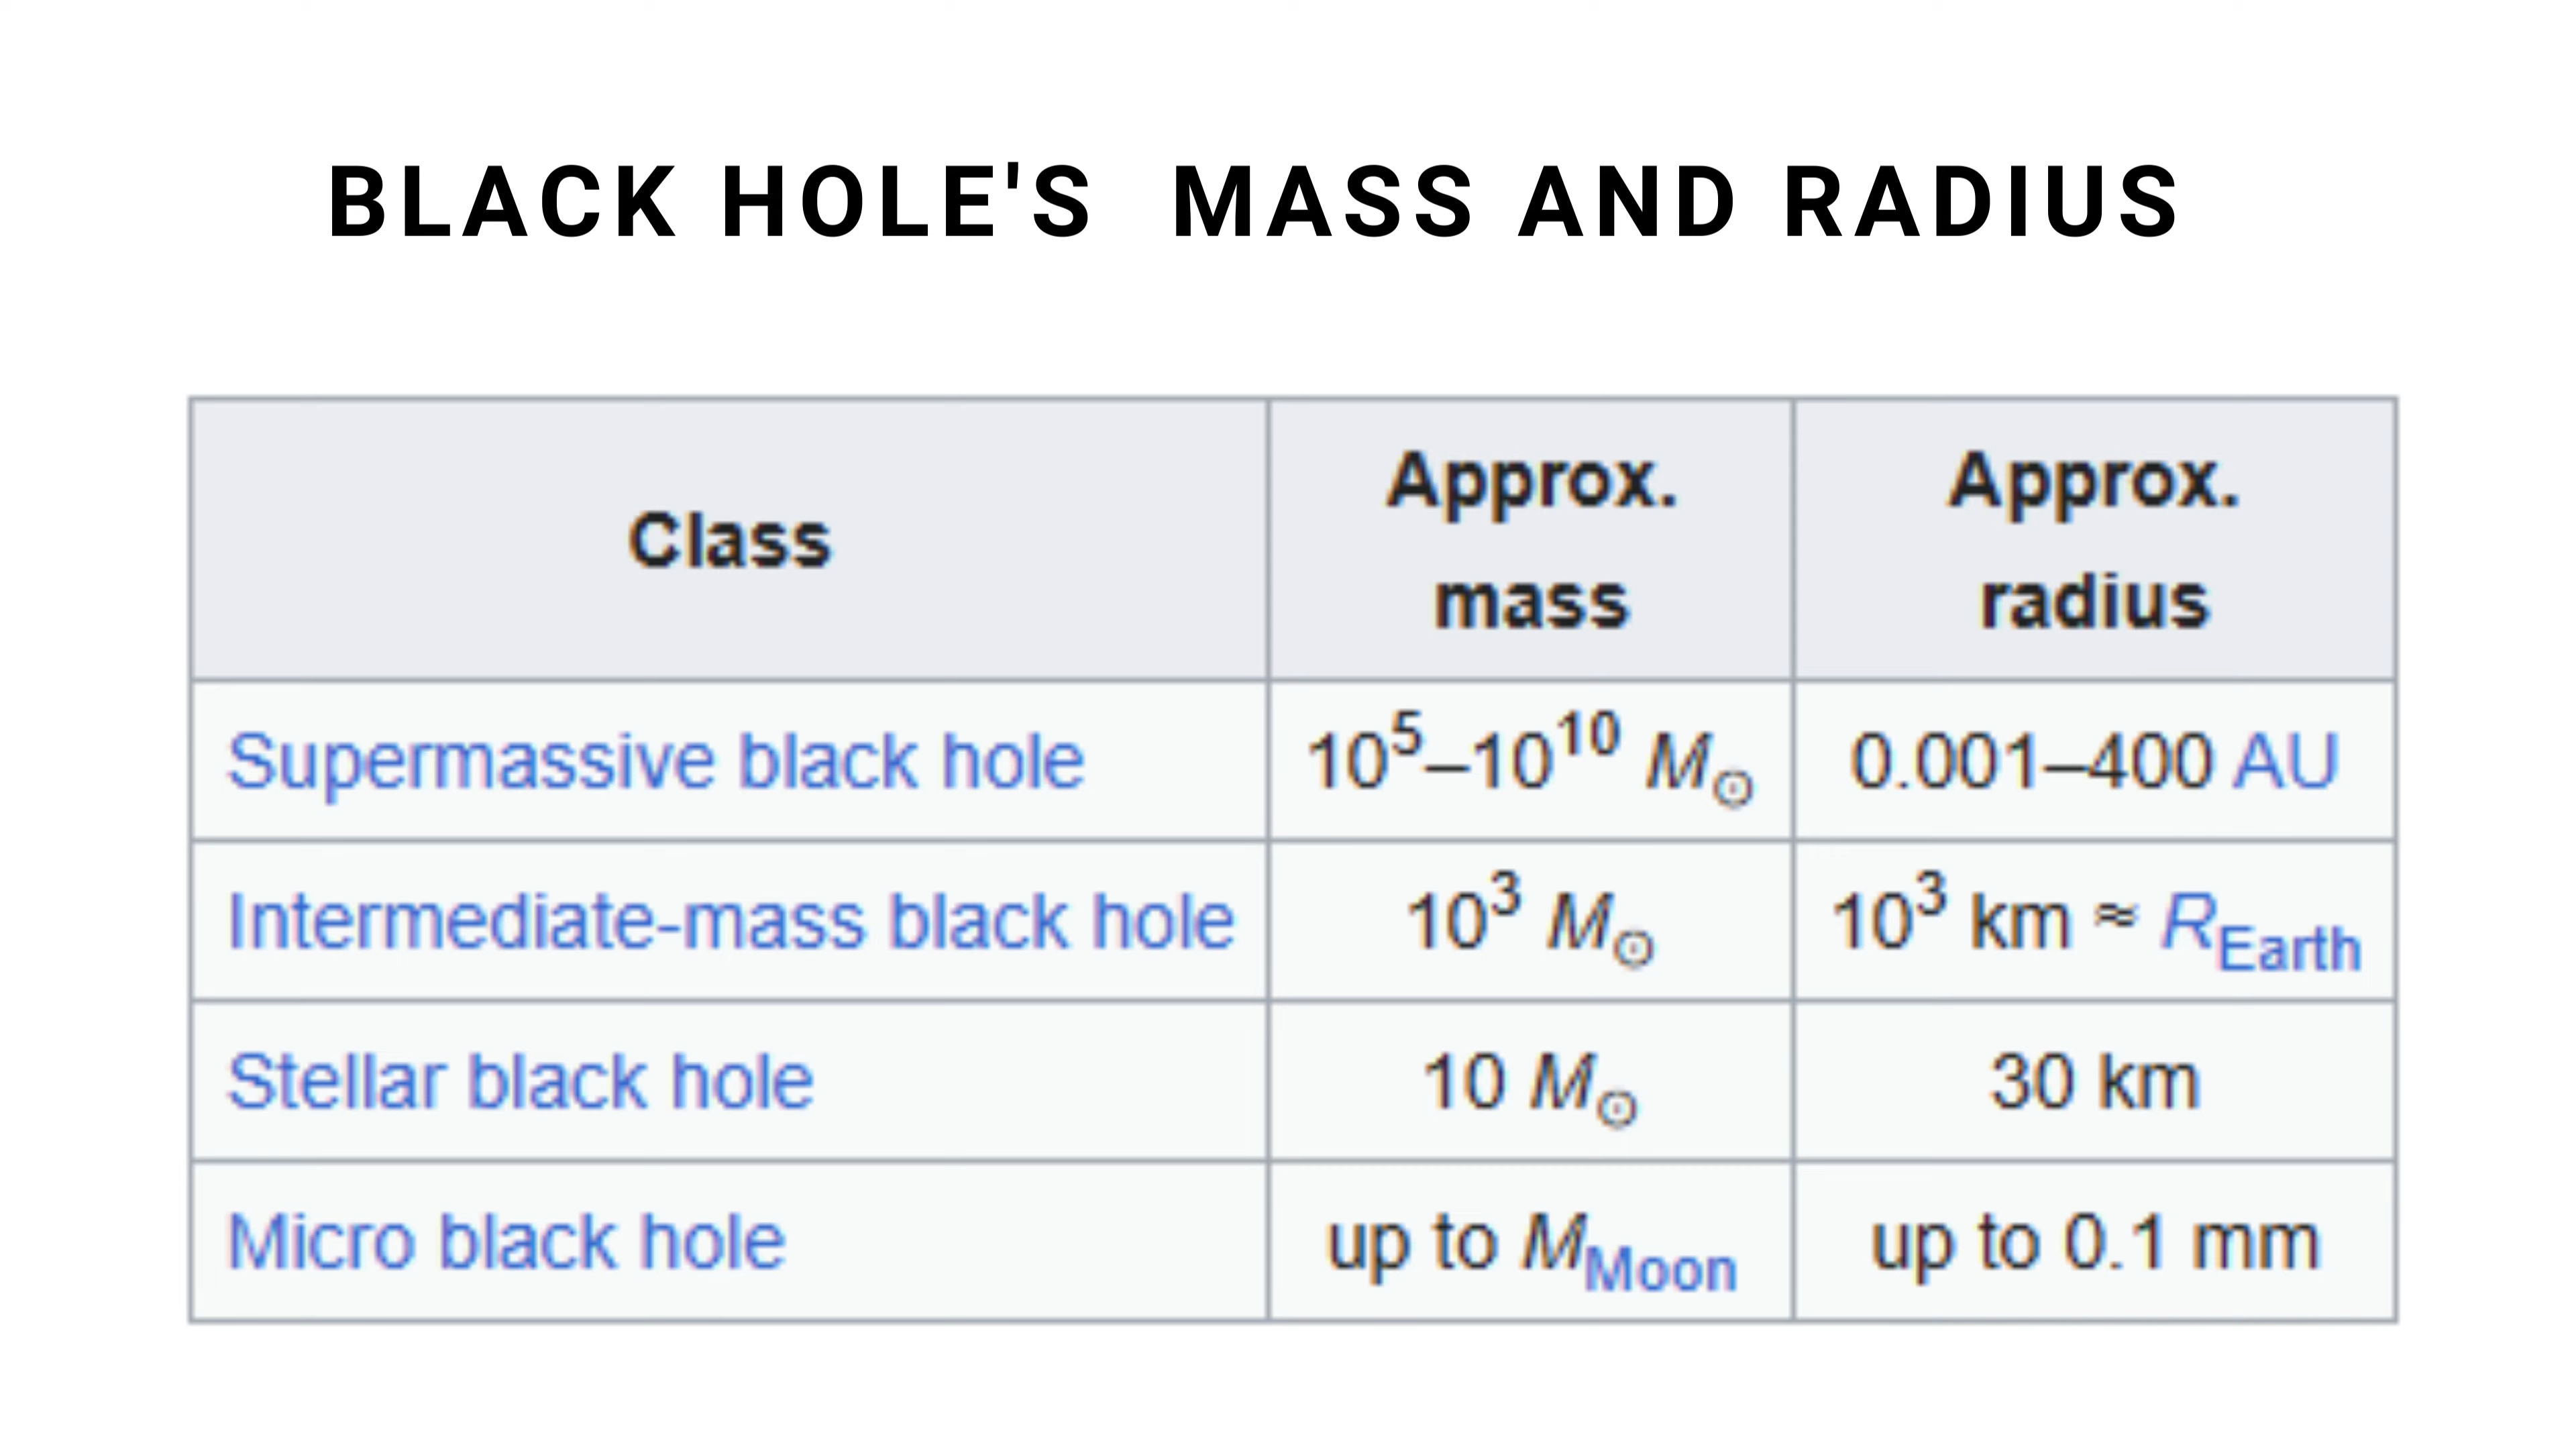 BLACK HOLE'S  MASS AND RADIUS
Class
Approx.
mass
Approx.
radius
Supermassive black hole
10⁵–10¹⁰ M☉
0.001–400 AU
Intermediate-mass black hole
10³ M☉
10³ km ≈ R_Earth
Stellar black hole
10 M☉
30 km
Micro black hole
up to M_Moon
up to 0.1 mm